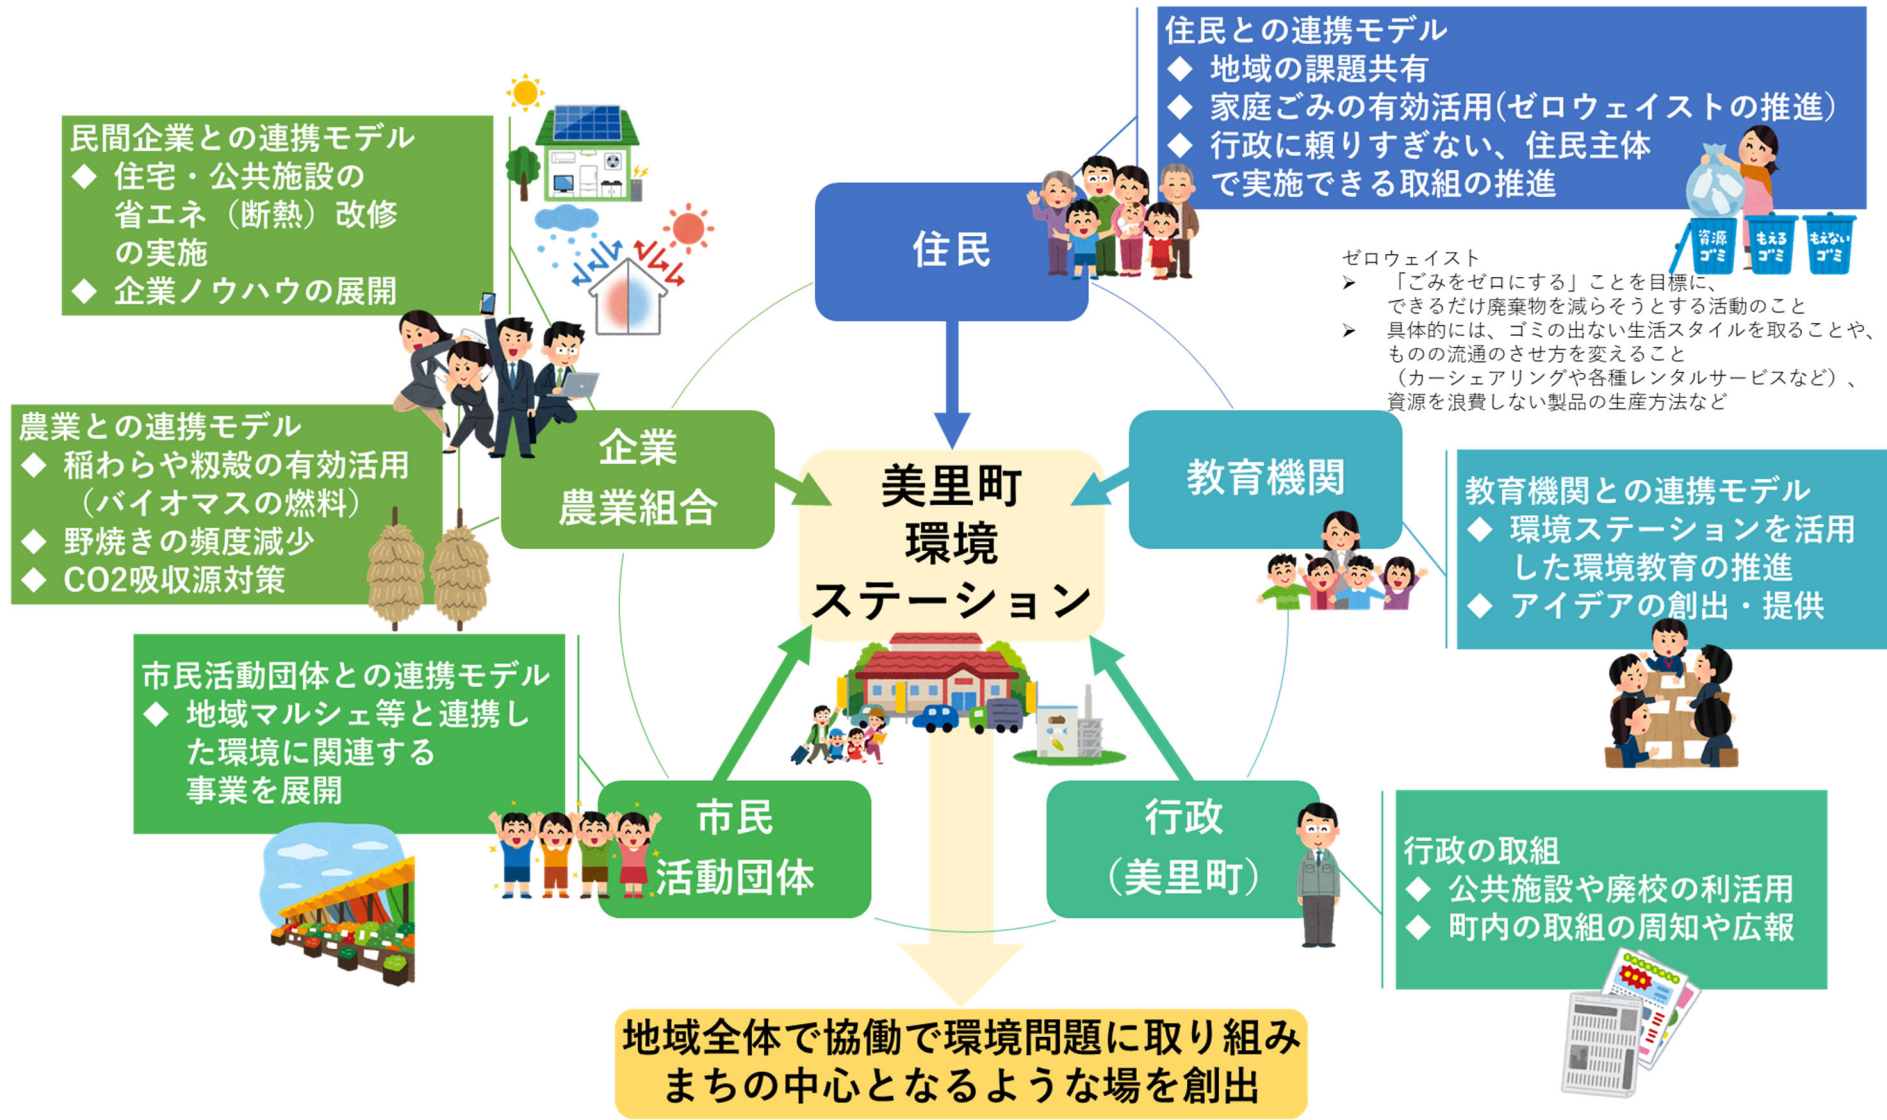 住民との連携モデル
◆ 地域の課題共有
◆ 家庭ごみの有効活用(ゼロウェイストの推進)
◆ 行政に頼りすぎない、住民主体
で実施できる取組の推進
資源
ゴミ
もえる
ゴミ
もえない
ゴミ
ゼロウェイスト
➤ 「ごみをゼロにする」ことを目標に、
できるだけ廃棄物を減らそうとする活動のこと
➤ 具体的には、ゴミの出ない生活スタイルを取ることや、
ものの流通のさせ方を変えること
（カーシェアリングや各種レンタルサービスなど）、
資源を浪費しない製品の生産方法など
民間企業との連携モデル
◆ 住宅・公共施設の
省エネ（断熱）改修
の実施
◆ 企業ノウハウの展開
住民
農業との連携モデル
◆ 稲わらや籾殻の有効活用
（バイオマスの燃料）
◆ 野焼きの頻度減少
◆ CO2吸収源対策
企業
農業組合
美里町
環境
ステーション
教育機関
教育機関との連携モデル
◆ 環境ステーションを活用
した環境教育の推進
◆ アイデアの創出・提供
市民活動団体との連携モデル
◆ 地域マルシェ等と連携し
た環境に関連する
事業を展開
市民
活動団体
行政
（美里町）
行政の取組
◆ 公共施設や廃校の利活用
◆ 町内の取組の周知や広報
地域全体で協働で環境問題に取り組み
まちの中心となるような場を創出